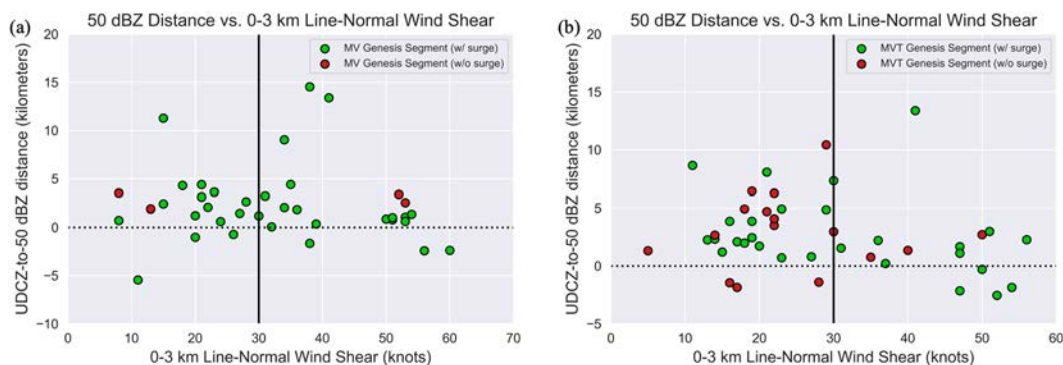 (a)
50 dBZ Distance vs. 0-3 km Line-Normal Wind Shear
MV Genesis Segment (w/ surge)
MV Genesis Segment (w/o surge)
UDCZ-to-50 dBZ distance (kilometers)
20
15
10
5
0
−5
−10
0 10 20 30 40 50 60 70
0-3 km Line-Normal Wind Shear (knots)
(b)
50 dBZ Distance vs. 0-3 km Line-Normal Wind Shear
MVT Genesis Segment (w/ surge)
MVT Genesis Segment (w/o surge)
UDCZ-to-50 dBZ distance (kilometers)
20
15
10
5
0
−5
0 10 20 30 40 50 60
0-3 km Line-Normal Wind Shear (knots)